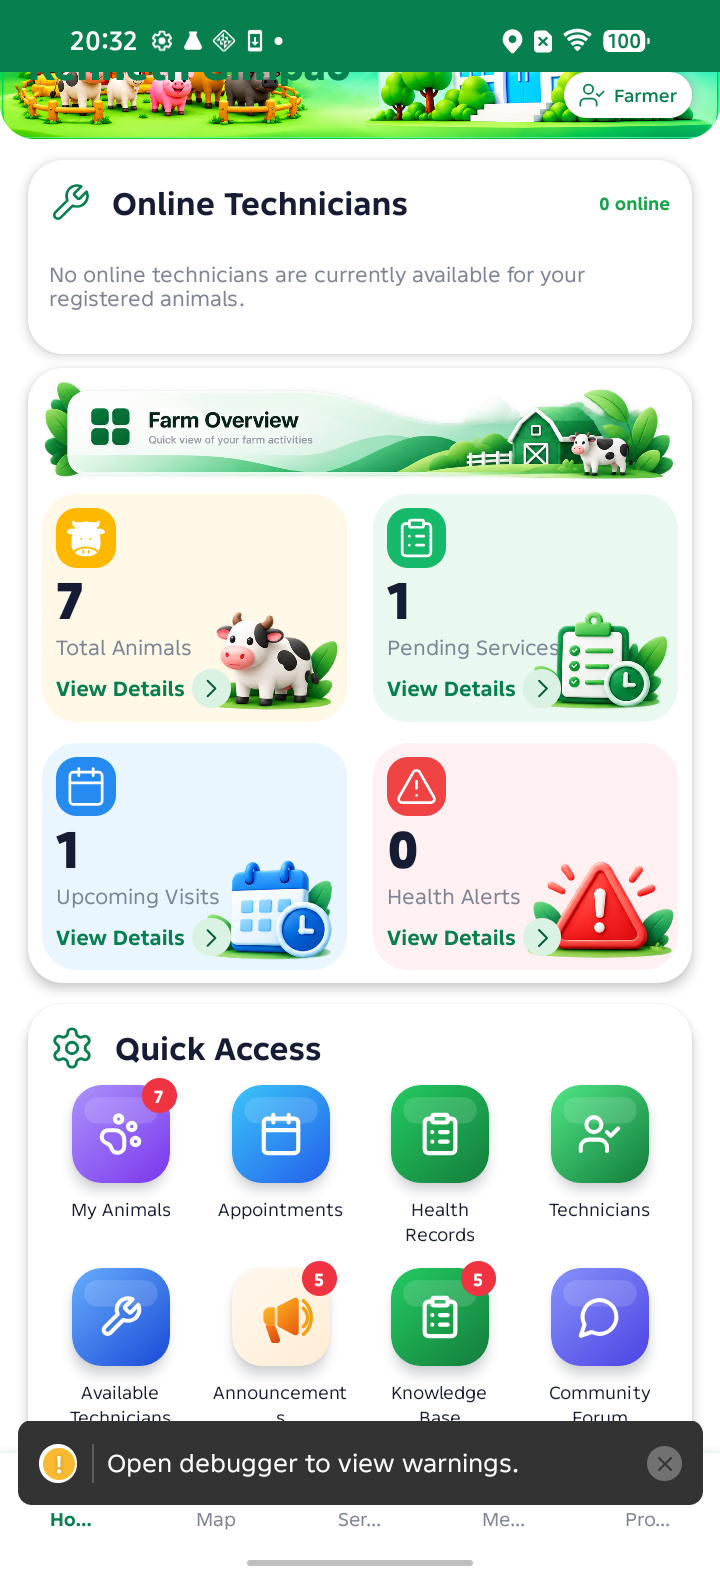 20:32
100
Farmer
Online Technicians
0 online
No online technicians are currently available for your
registered animals.
Farm Overview
Quick view of your farm activities
7
Total Animals
View Details
1
Pending Services
View Details
1
Upcoming Visits
View Details
0
Health Alerts
View Details
Quick Access
7
My Animals
Appointments
Health
Records
Technicians
5
5
Available
Technicians
Announcement
s
Knowledge
Base
Community
Forum
Open debugger to view warnings.
Ho...
Map
Ser...
Me...
Pro...